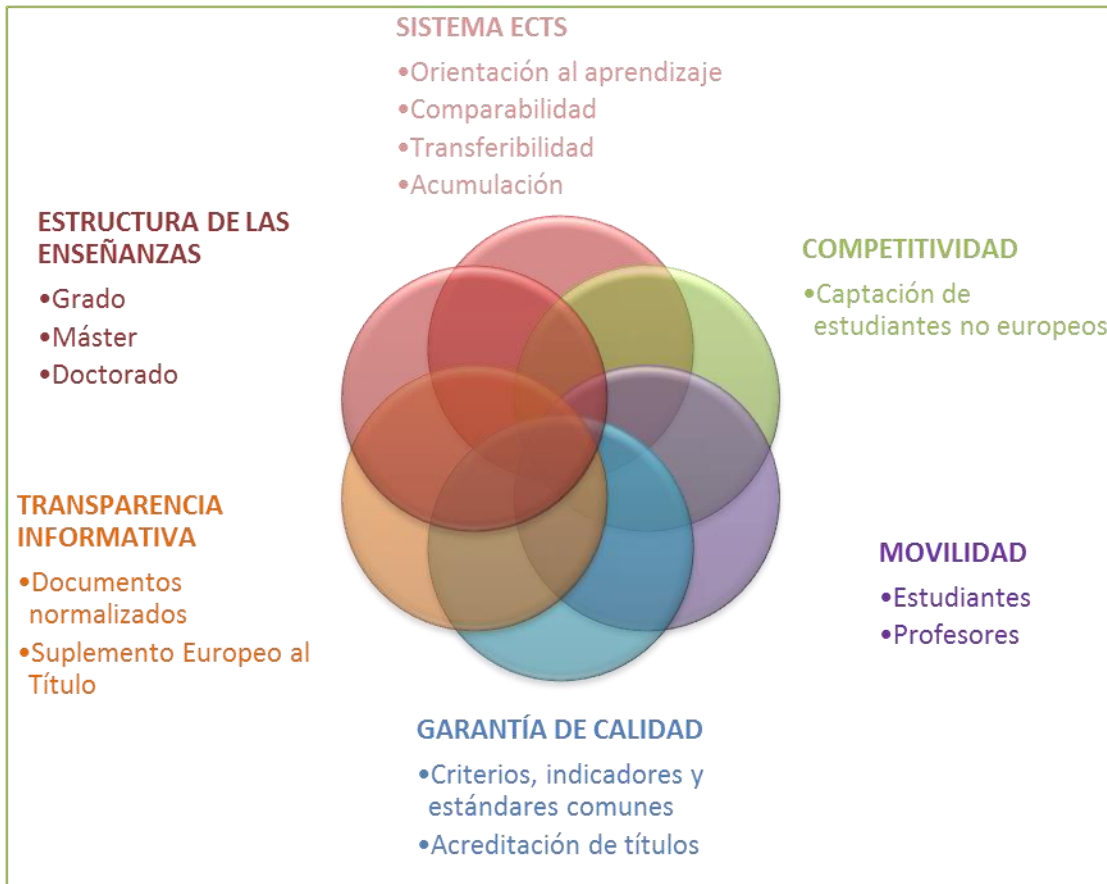 SISTEMA ECTS
•Orientación al aprendizaje
•Comparabilidad
•Transferibilidad
•Acumulación
ESTRUCTURA DE LAS
ENSEÑANZAS
•Grado
•Máster
•Doctorado
COMPETITIVIDAD
•Captación de
estudiantes no europeos
TRANSPARENCIA
INFORMATIVA
•Documentos
normalizados
•Suplemento Europeo al
Título
MOVILIDAD
•Estudiantes
•Profesores
GARANTÍA DE CALIDAD
•Criterios, indicadores y
estándares comunes
•Acreditación de títulos